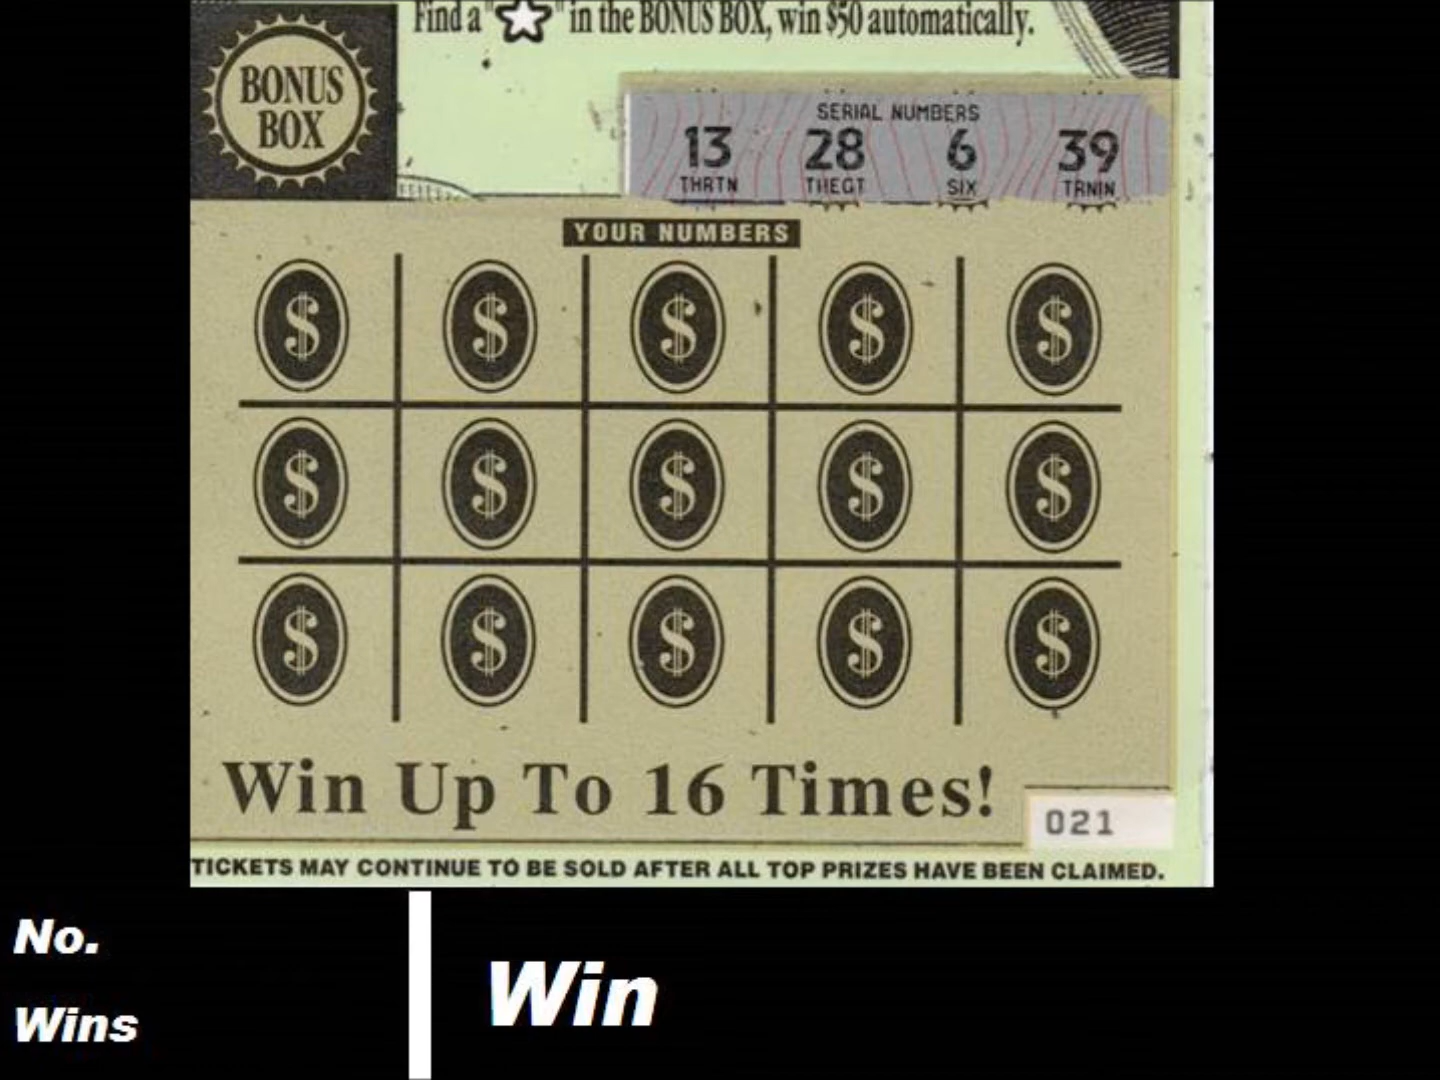 Find a "☆" in the BONUS BOX, win $50 automatically.
BONUS
BOX
SERIAL NUMBERS
13 28 6 39
THRTN THEGT SIX TRNIN
YOUR NUMBERS
$ $ $ $ $
$ $ $ $ $
$ $ $ $ $
Win Up To 16 Times!
021
TICKETS MAY CONTINUE TO BE SOLD AFTER ALL TOP PRIZES HAVE BEEN CLAIMED.
No.
Wins
Win